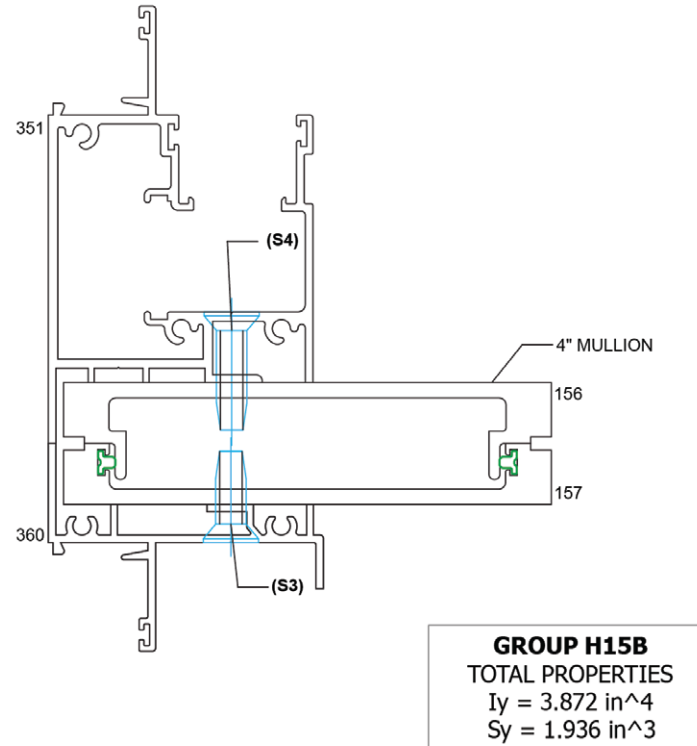 351
(S4)
4" MULLION
156
157
360
(S3)
GROUP H15B
TOTAL PROPERTIES
Iy = 3.872 in^4
Sy = 1.936 in^3